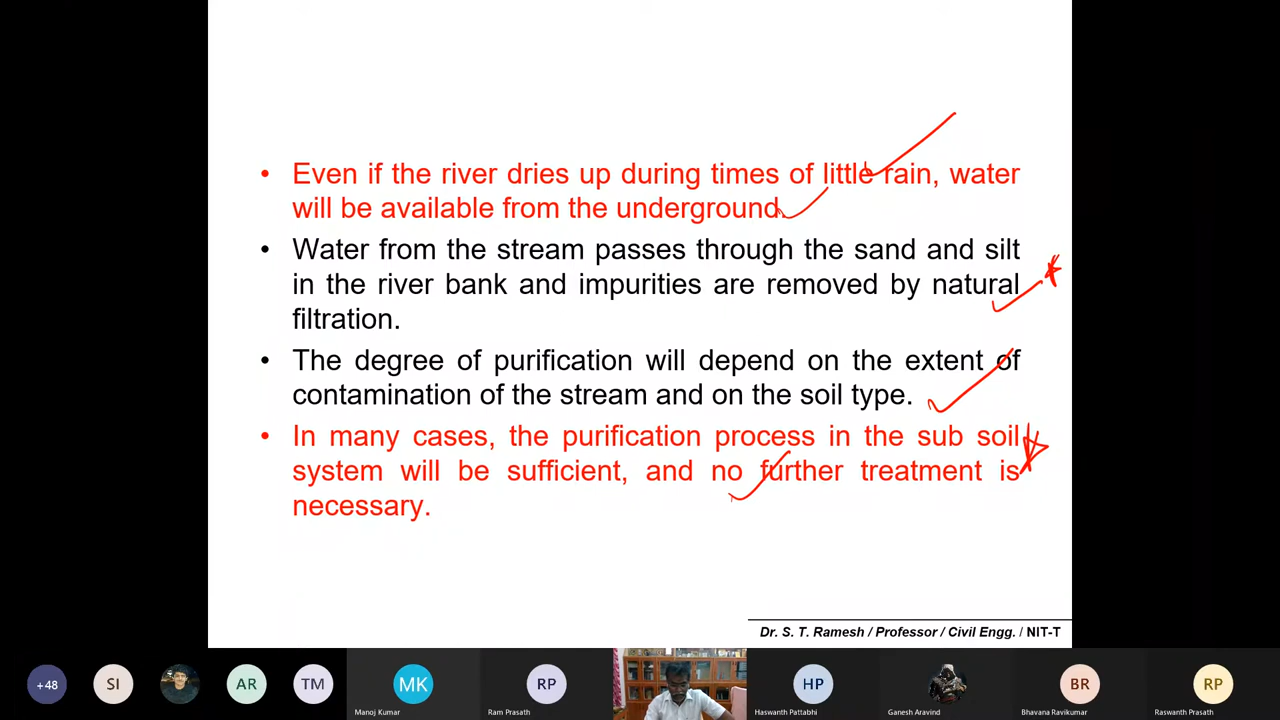 • Even if the river dries up during times of little rain, water
will be available from the underground.
• Water from the stream passes through the sand and silt
in the river bank and impurities are removed by natural
filtration.
• The degree of purification will depend on the extent of
contamination of the stream and on the soil type.
• In many cases, the purification process in the sub soil
system will be sufficient, and no further treatment is
necessary.
Dr. S. T. Ramesh / Professor / Civil Engg. / NIT-T
+48 SI AR TM MK RP HP BR RP
Manoj Kumar Ram Prasath Haswanth Pattabhi Ganesh Aravind Bhavana Ravikumar Raswanth Prasath